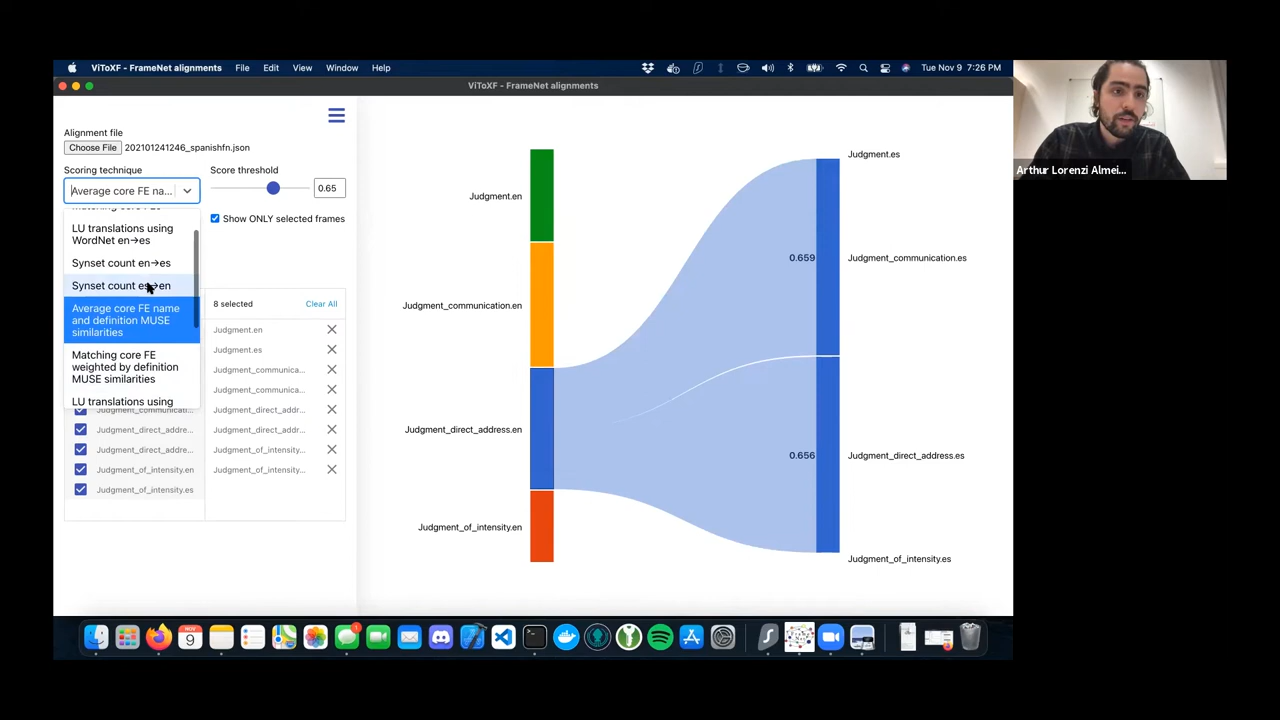 ViToXF - FrameNet alignments File Edit View Window Help Tue Nov 9 7:26 PM
ViToXF - FrameNet alignments
Arthur Lorenzi Almei...
Alignment file
Choose File 202101241246_spanishfn.json
Scoring technique
Score threshold
Average core FE na...
0.65
Show ONLY selected frames
LU translations using
WordNet en→es
Synset count en→es
Synset count es→en
Average core FE name
and definition MUSE
similarities
Matching core FE
weighted by definition
MUSE similarities
LU translations using
8 selected Clear All
Judgment.en
Judgment.es
Judgment_communica...
Judgment_communica...
Judgment_communicati... Judgment_direct_addr...
Judgment_direct_addre... Judgment_direct_addr...
Judgment_direct_addre... Judgment_of_intensity...
Judgment_of_intensity.en Judgment_of_intensity...
Judgment_of_intensity.es
Judgment.en
Judgment_communication.en
Judgment_direct_address.en
Judgment_of_intensity.en
0.659
0.656
Judgment.es
Judgment_communication.es
Judgment_direct_address.es
Judgment_of_intensity.es
NOV
9
1